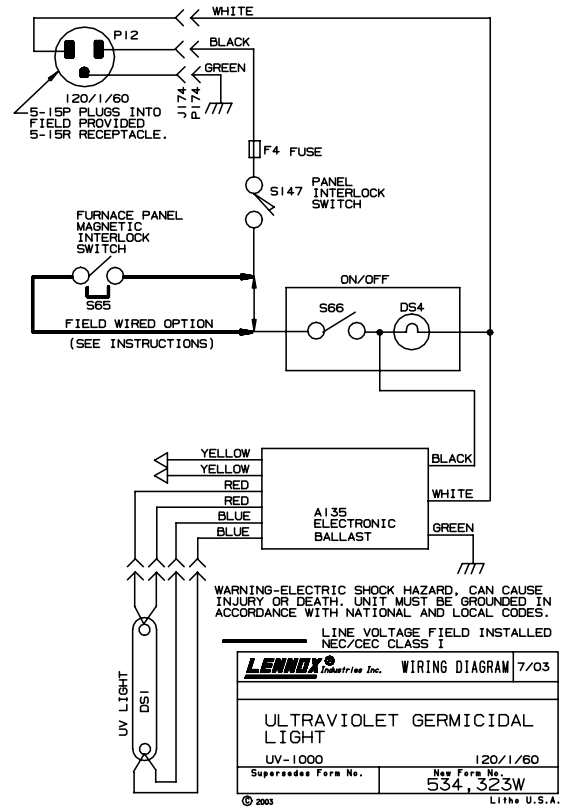 WHITE
P12
BLACK
GREEN
J174
P174
120/1/60
5-15P PLUGS INTO
FIELD PROVIDED
5-15R RECEPTACLE.
F4 FUSE
S147
PANEL
INTERLOCK
SWITCH
FURNACE PANEL
MAGNETIC
INTERLOCK
SWITCH
S65
ON/OFF
S66
DS4
FIELD WIRED OPTION
(SEE INSTRUCTIONS)
YELLOW
YELLOW
RED
RED
BLUE
BLUE
A135
ELECTRONIC
BALLAST
BLACK
WHITE
GREEN
UV LIGHT
DS1
WARNING-ELECTRIC SHOCK HAZARD, CAN CAUSE
INJURY OR DEATH. UNIT MUST BE GROUNDED IN
ACCORDANCE WITH NATIONAL AND LOCAL CODES.
LINE VOLTAGE FIELD INSTALLED
NEC/CEC CLASS I
LENNOX® Industries Inc. WIRING DIAGRAM 7/03
ULTRAVIOLET GERMICIDAL
LIGHT
UV-1000 120/1/60
Supersedes Form No. New Form No.
534,323W
© 2003 Litho U.S.A.